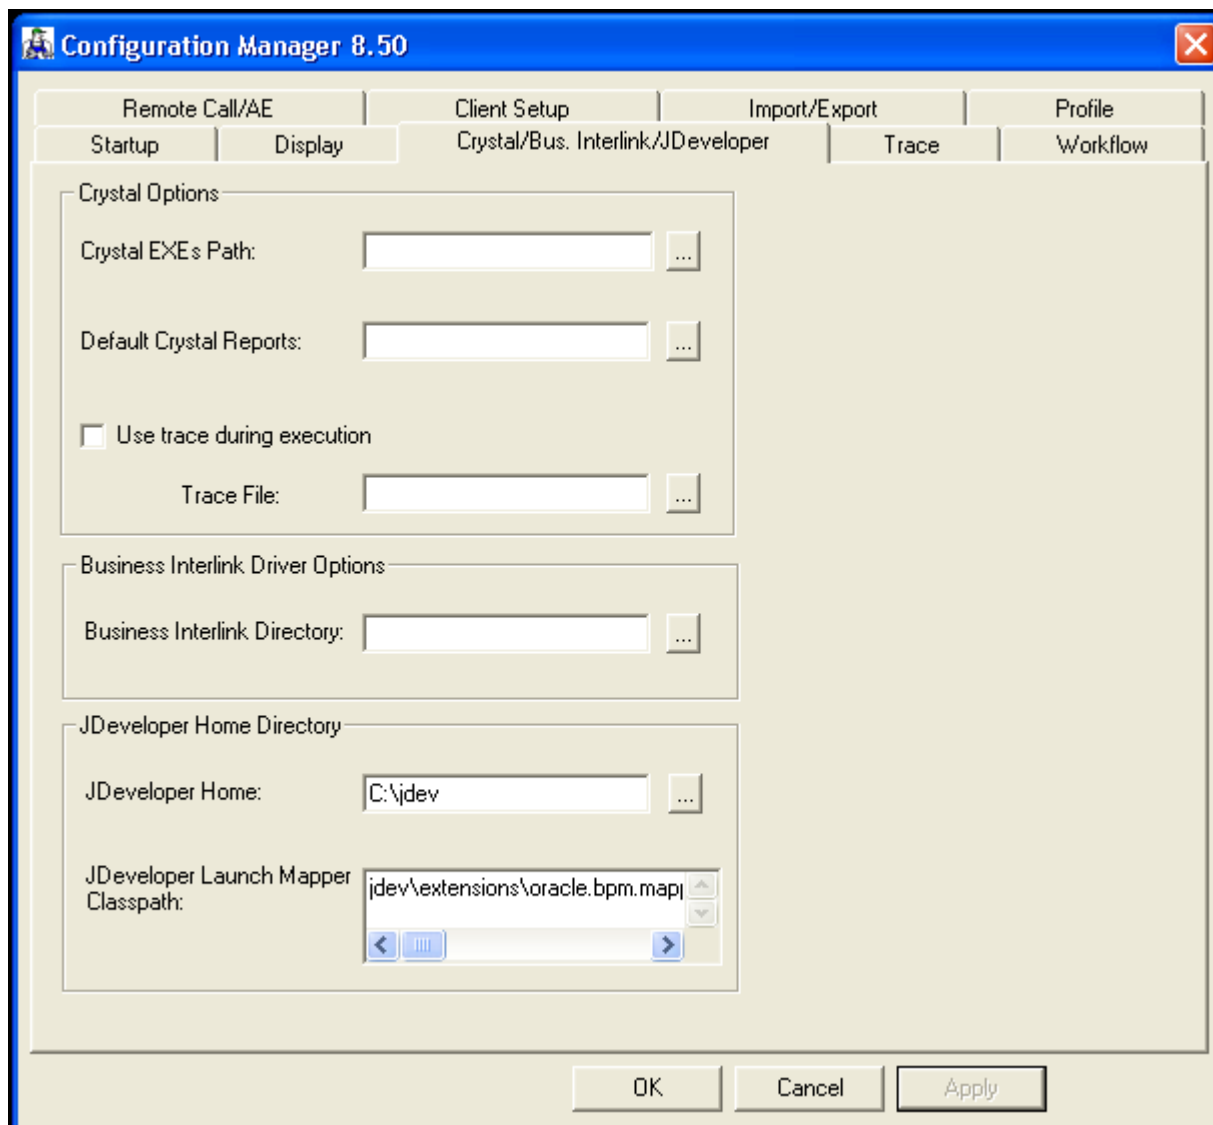 Configuration Manager 8.50
Remote Call/AE Client Setup Import/Export Profile
Startup Display Crystal/Bus. Interlink/JDeveloper Trace Workflow
Crystal Options
Crystal EXEs Path: ...
Default Crystal Reports: ...
Use trace during execution
Trace File: ...
Business Interlink Driver Options
Business Interlink Directory: ...
JDeveloper Home Directory
JDeveloper Home: C:\jdev ...
JDeveloper Launch Mapper
Classpath:
jdev\extensions\oracle.bpm.mapp
OK Cancel Apply